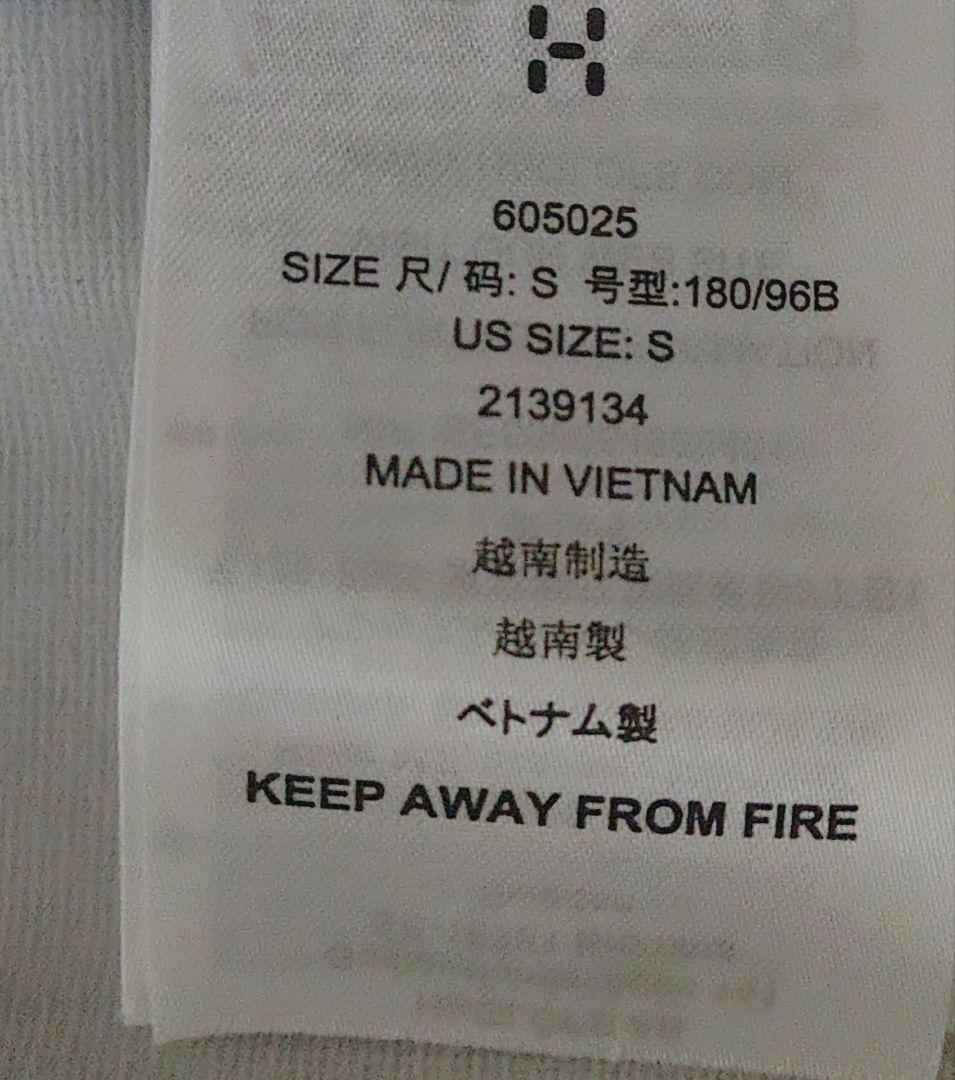 H
605025
SIZE 尺/ 码: S 号型:180/96B
US SIZE: S
2139134
MADE IN VIETNAM
越南制造
越南製
ベトナム製
KEEP AWAY FROM FIRE